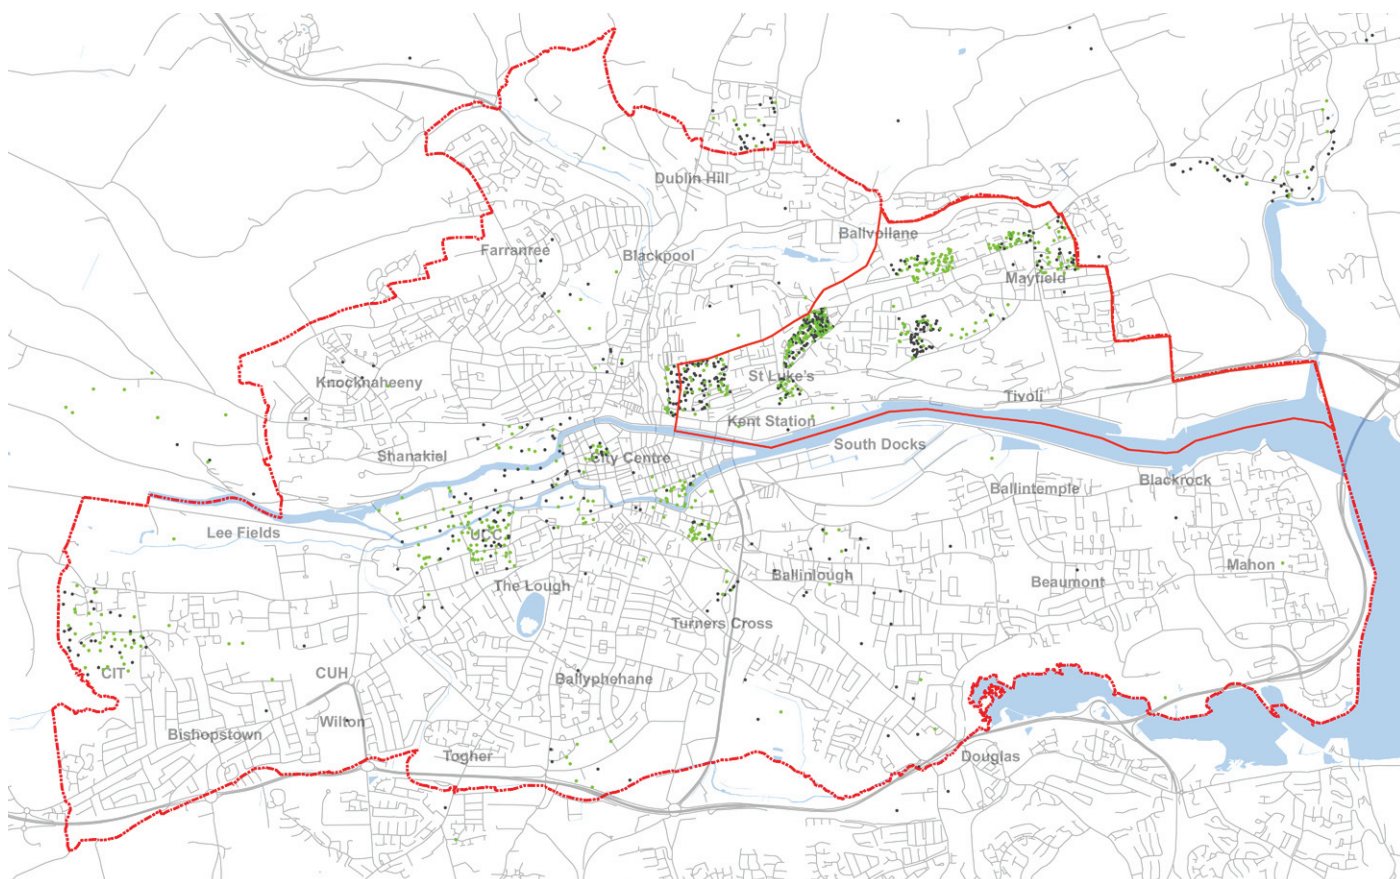 Dublin Hill
Ballyvollane
Farranree
Blackpool
Mayfield
Knocknaheeny
St Luke's
Tivoli
Kent Station
South Docks
Shanakiel
City Centre
Blackrock
Ballintemple
Lee Fields
UCC
Mahon
Ballinlough
Beaumont
The Lough
Turners Cross
CIT
CUH
Ballyphehane
Wilton
Bishopstown
Togher
Douglas